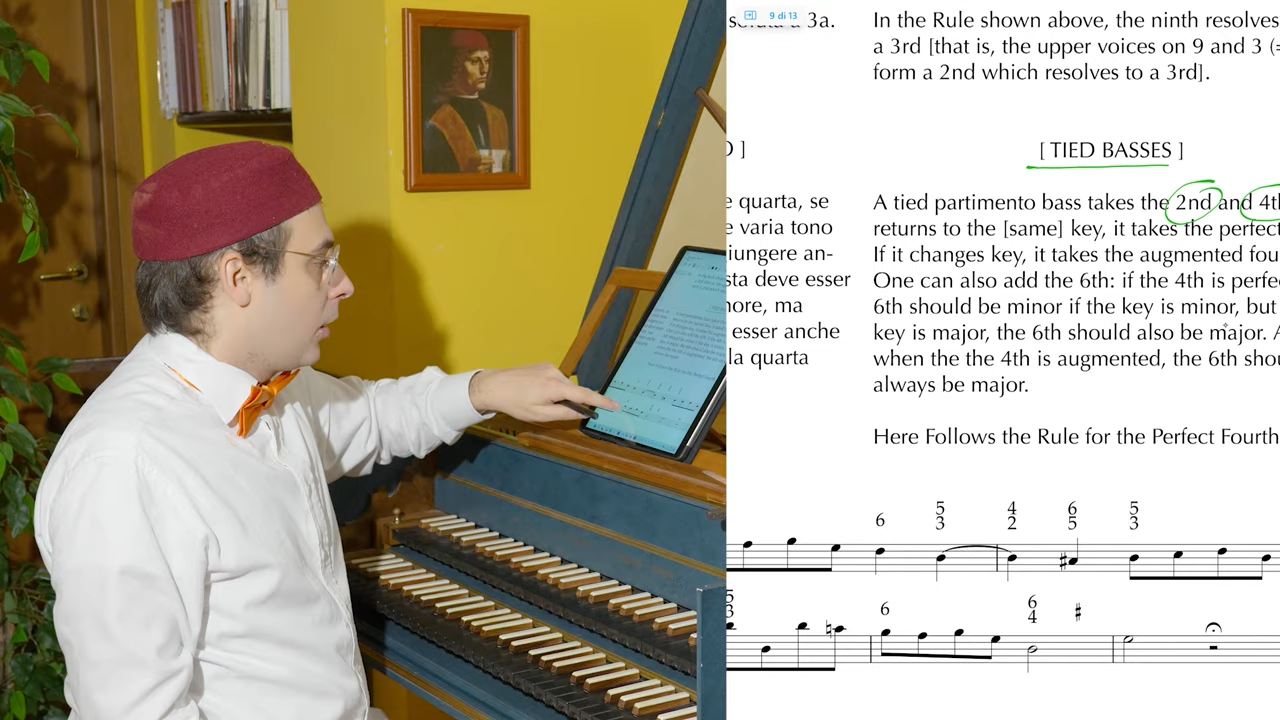 9 di 13
a 3a.
In the Rule shown above, the ninth resolves
a 3rd [that is, the upper voices on 9 and 3 (=
form a 2nd which resolves to a 3rd].
]
[ TIED BASSES ]
e quarta, se
e varia tono
iungere an-
sta deve esser
nore, ma
esser anche
la quarta
A tied partimento bass takes the 2nd and 4th
returns to the [same] key, it takes the perfect
If it changes key, it takes the augmented fou
One can also add the 6th: if the 4th is perfe
6th should be minor if the key is minor, but
key is major, the 6th should also be major. A
when the the 4th is augmented, the 6th shou
always be major.
Here Follows the Rule for the Perfect Fourth
6 5 3 4 2 6 5 5 3
5 3 6 6 4 #